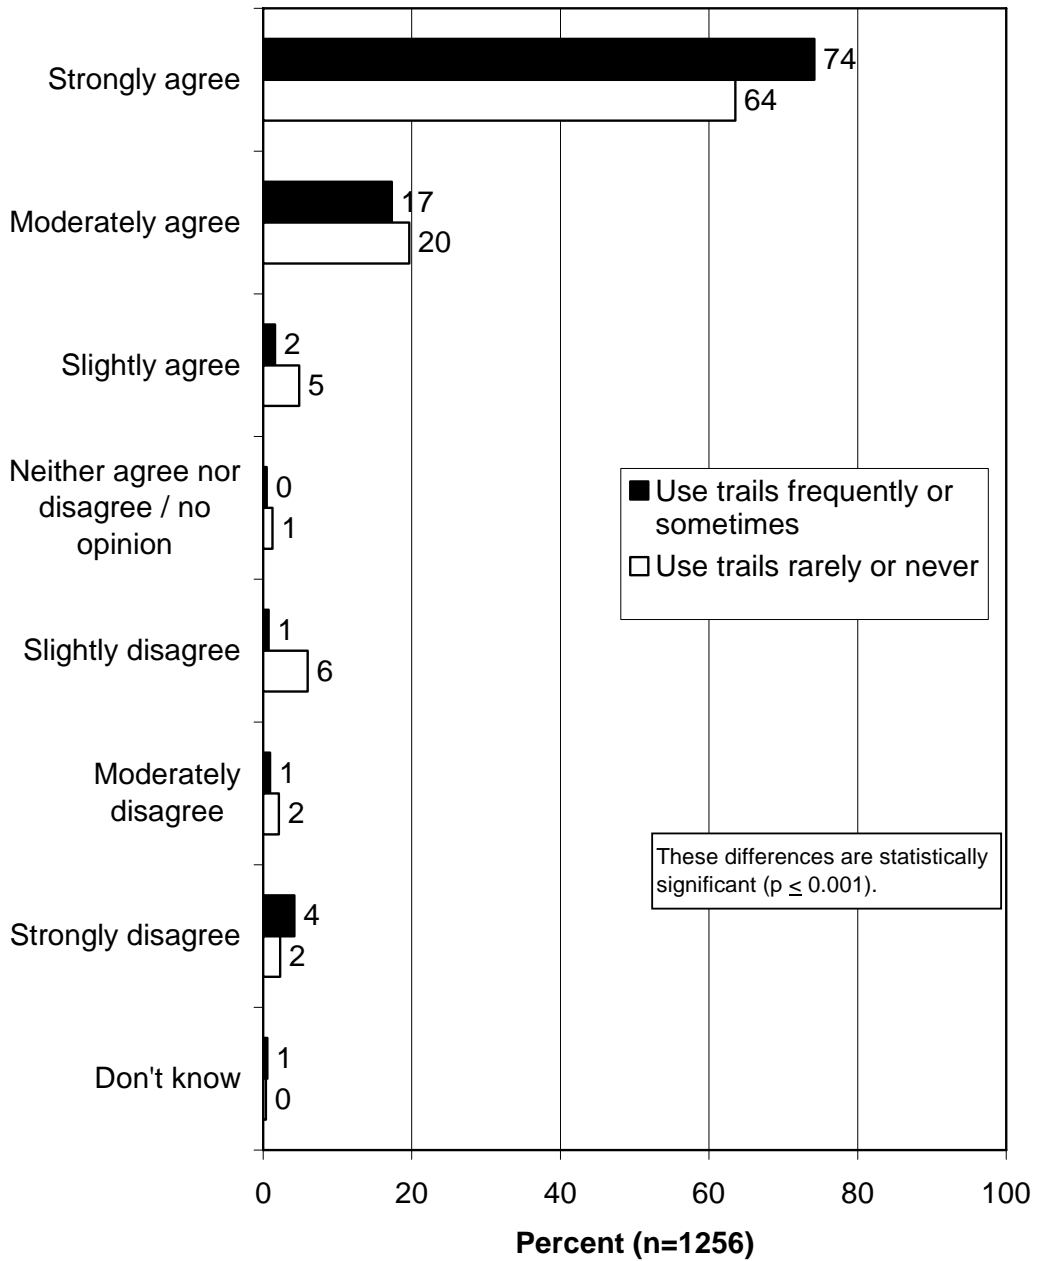 Strongly agree
74
64
Moderately agree
17
20
Slightly agree
2
5
Neither agree nor
disagree / no
opinion
0
1
Use trails frequently or
sometimes
Use trails rarely or never
Slightly disagree
1
6
Moderately
disagree
1
2
These differences are statistically
significant (p ≤ 0.001).
Strongly disagree
4
2
Don't know
1
0
0 20 40 60 80 100
Percent (n=1256)